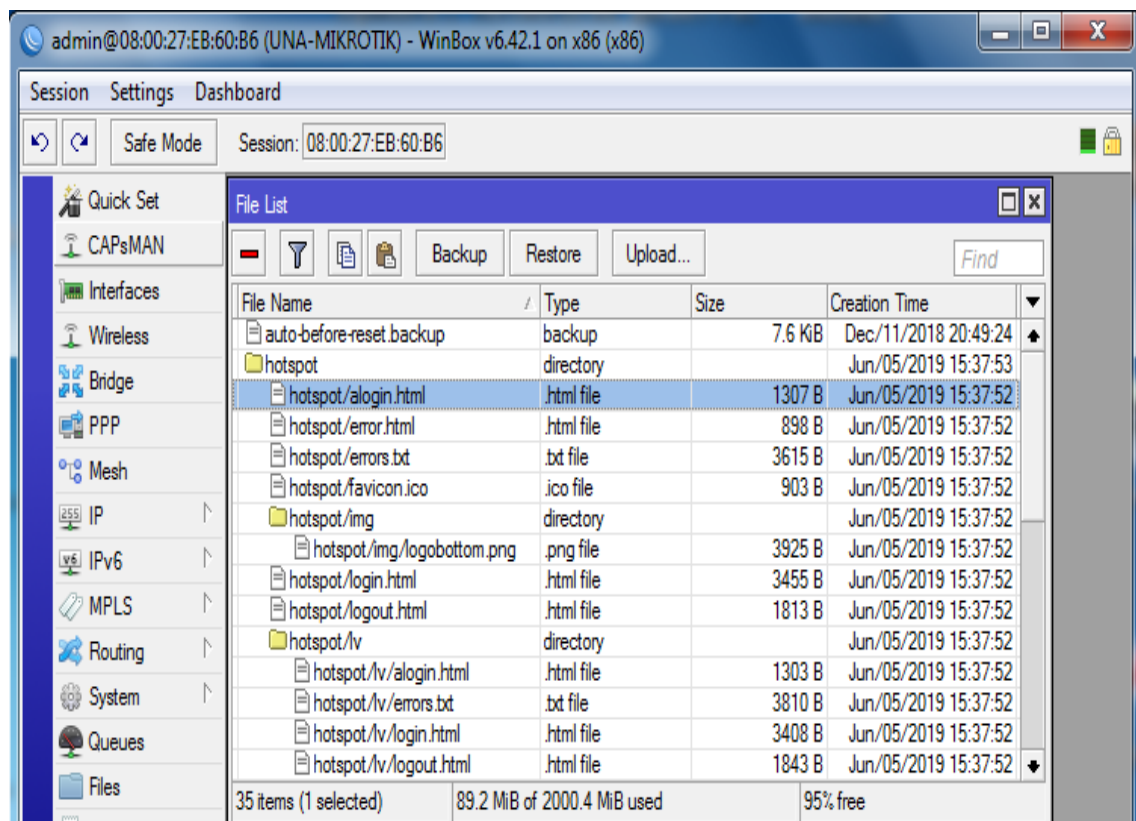 admin@08:00:27:EB:60:B6 (UNA-MIKROTIK) - WinBox v6.42.1 on x86 (x86)
Session Settings Dashboard
Safe Mode Session: 08:00:27:EB:60:B6
Quick Set
CAPsMAN
Interfaces
Wireless
Bridge
PPP
Mesh
255 IP
v6 IPv6
MPLS
Routing
System
Queues
Files
File List
Backup Restore Upload... Find
File Name Type Size Creation Time
auto-before-reset.backup backup 7.6 KiB Dec/11/2018 20:49:24
hotspot directory Jun/05/2019 15:37:53
hotspot/alogin.html .html file 1307 B Jun/05/2019 15:37:52
hotspot/error.html .html file 898 B Jun/05/2019 15:37:52
hotspot/errors.txt .txt file 3615 B Jun/05/2019 15:37:52
hotspot/favicon.ico .ico file 903 B Jun/05/2019 15:37:52
hotspot/img directory Jun/05/2019 15:37:52
hotspot/img/logobottom.png .png file 3925 B Jun/05/2019 15:37:52
hotspot/login.html .html file 3455 B Jun/05/2019 15:37:52
hotspot/logout.html .html file 1813 B Jun/05/2019 15:37:52
hotspot/lv directory Jun/05/2019 15:37:52
hotspot/lv/alogin.html .html file 1303 B Jun/05/2019 15:37:52
hotspot/lv/errors.txt .txt file 3810 B Jun/05/2019 15:37:52
hotspot/lv/login.html .html file 3408 B Jun/05/2019 15:37:52
hotspot/lv/logout.html .html file 1843 B Jun/05/2019 15:37:52
35 items (1 selected) 89.2 MiB of 2000.4 MiB used 95% free